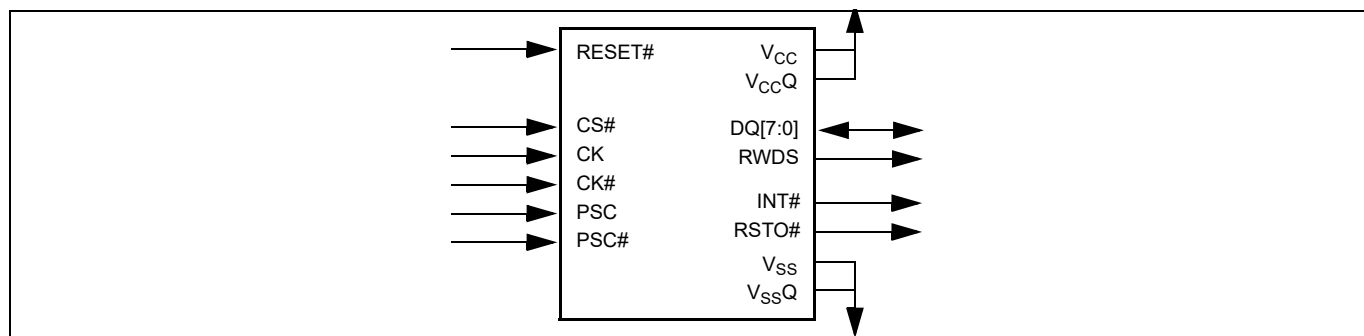 RESET#
CS#
CK
CK#
PSC
PSC#
VCC
VCCQ
DQ[7:0]
RWDS
INT#
RSTO#
VSS
VSSQ